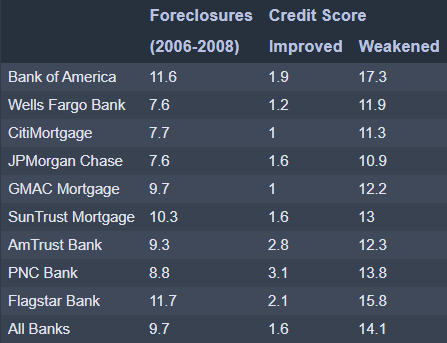 Foreclosures Credit Score
(2006-2008) Improved Weakened
Bank of America 11.6 1.9 17.3
Wells Fargo Bank 7.6 1.2 11.9
CitiMortgage 7.7 1 11.3
JPMorgan Chase 7.6 1.6 10.9
GMAC Mortgage 9.7 1 12.2
SunTrust Mortgage 10.3 1.6 13
AmTrust Bank 9.3 2.8 12.3
PNC Bank 8.8 3.1 13.8
Flagstar Bank 11.7 2.1 15.8
All Banks 9.7 1.6 14.1